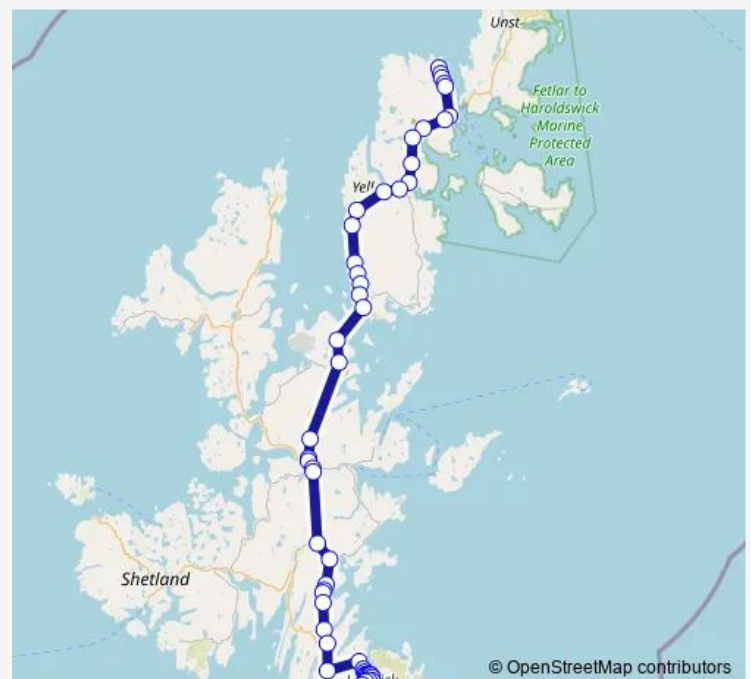 Unst
Fetlar to
Haroldswick
Marine
Protected
Area
Yell
Shetland
© OpenStreetMap contributors